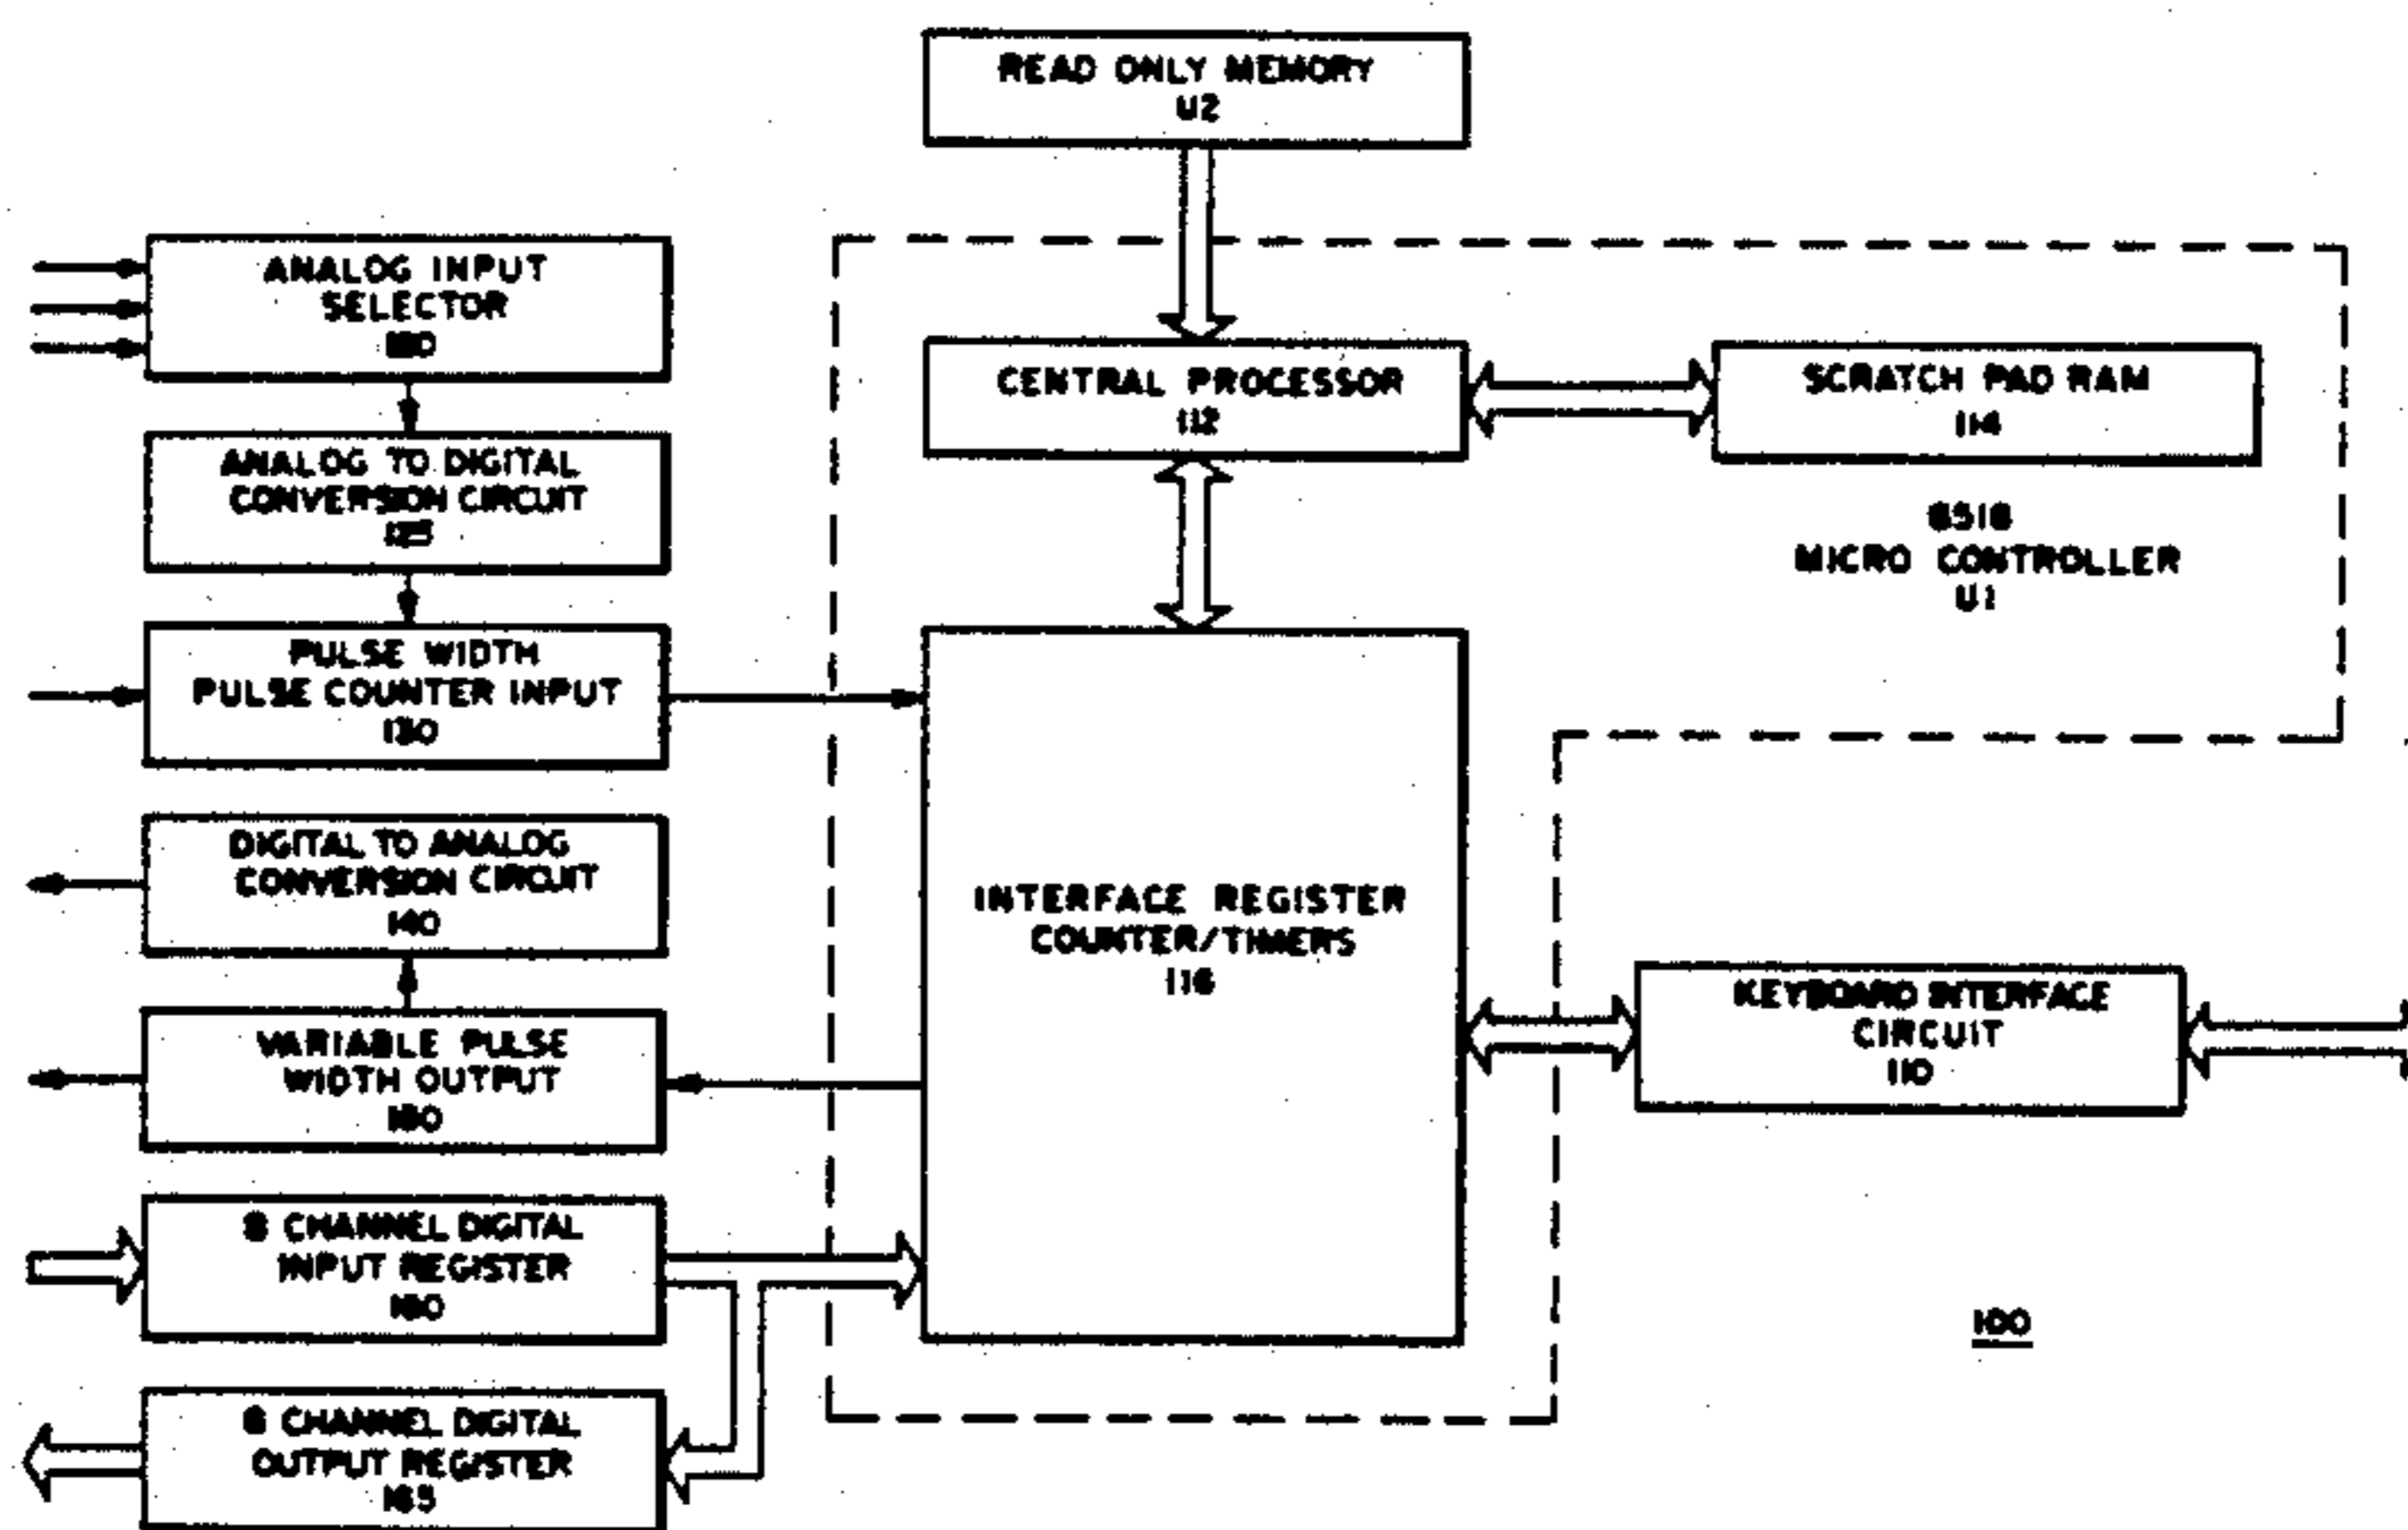 READ ONLY MEMORY
U2
ANALOG INPUT
SELECTOR
ANALOG TO DIGITAL
CONVERSION CIRCUIT
PULSE WIDTH
PULSE COUNTER INPUT
130
DIGITAL TO ANALOG
CONVERSION CIRCUIT
140
VARIABLE PULSE
WIDTH OUTPUT
8 CHANNEL DIGITAL
INPUT REGISTER
8 CHANNEL DIGITAL
OUTPUT REGISTER
165
CENTRAL PROCESSOR
112
SCRATCH PAD RAM
114
MICRO CONTROLLER
U1
INTERFACE REGISTER
COUNTER/TIMERS
116
KEYBOARD INTERFACE
CIRCUIT
110
100